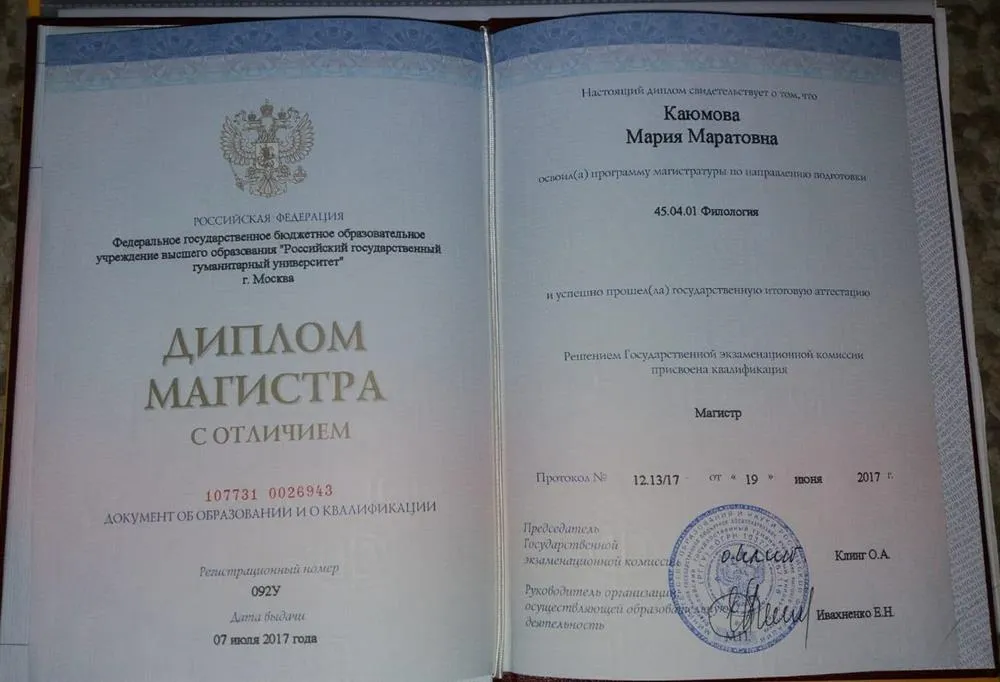 РОССИЙСКАЯ ФЕДЕРАЦИЯ
Федеральное государственное бюджетное образовательное
учреждение высшего образования "Российский государственный
гуманитарный университет"
г. Москва
ДИПЛОМ
МАГИСТРА
С ОТЛИЧИЕМ
107731 0026943
ДОКУМЕНТ ОБ ОБРАЗОВАНИИ И О КВАЛИФИКАЦИИ
Регистрационный номер
092У
Дата выдачи
07 июля 2017 года
Настоящий диплом свидетельствует о том, что
Каюмова
Мария Маратовна
освоил(а) программу магистратуры по направлению подготовки
45.04.01 Филология
и успешно прошел(ла) государственную итоговую аттестацию
Решением Государственной экзаменационной комиссии
присвоена квалификация
Магистр
Протокол № 12.13/17 от « 19 » июня 2017 г.
Председатель
Государственной
экзаменационной комиссии
Клинг О.А.
Руководитель организации,
осуществляющей образовательную
деятельность
Ивахненко Е.Н.
М.П.